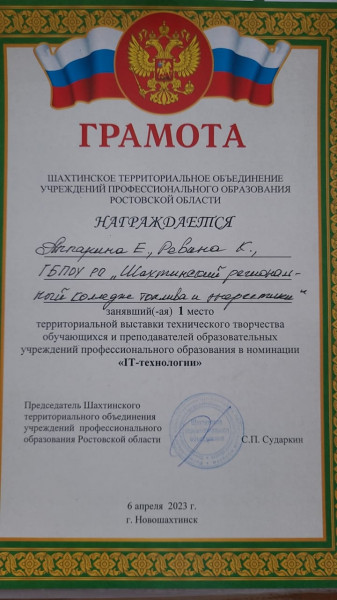 ГРАМОТА
ШАХТИНСКОЕ ТЕРРИТОРИАЛЬНОЕ ОБЪЕДИНЕНИЕ
УЧРЕЖДЕНИЙ ПРОФЕССИОНАЛЬНОГО ОБРАЗОВАНИЯ
РОСТОВСКОЙ ОБЛАСТИ
НАГРАЖДАЕТСЯ
Е., К.,
ГБПОУ РО "Шахтинский региональ-
ный колледж топлива и энергетики"
занявший(-ая) 1 место
территориальной выставки технического творчества
обучающихся и преподавателей образовательных
учреждений профессионального образования в номинации
«IT-технологии»
Председатель Шахтинского
территориального объединения
учреждений профессионального
образования Ростовской области
С.П. Сударкин
6 апреля 2023 г.
г. Новошахтинск